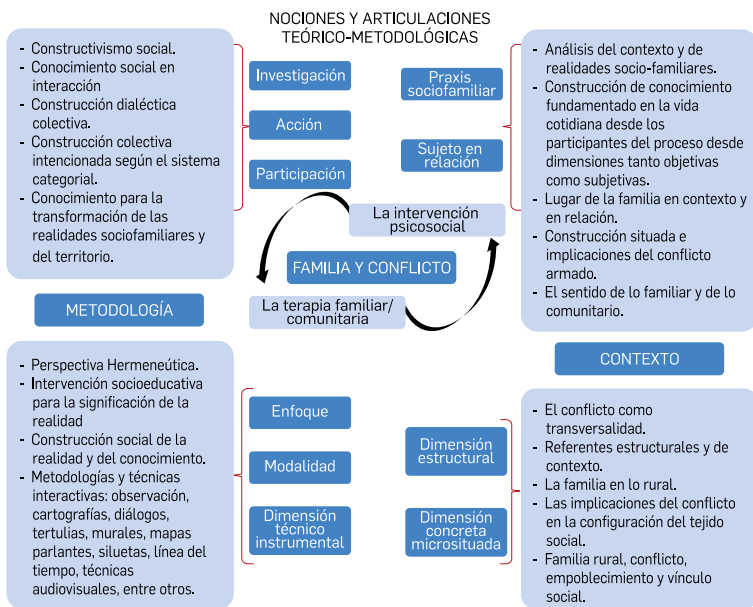 NOCIONES Y ARTICULACIONES
TEÓRICO-METODOLÓGICAS
- Constructivismo social.
- Conocimiento social en
interacción
- Construcción dialéctica
colectiva.
- Construcción colectiva
intencionada según el sistema
categorial.
- Conocimiento para la
transformación de las
realidades sociofamiliares y
del territorio.
Investigación
Acción
Participación
Praxis
sociofamiliar
Sujeto en
relación
- Análisis del contexto y de
realidades socio-familiares.
- Construcción de conocimiento
fundamentado en la vida
cotidiana desde los
participantes del proceso desde
dimensiones tanto objetivas
como subjetivas.
- Lugar de la familia en contexto y
en relación.
- Construcción situada e
implicaciones del conflicto
armado.
- El sentido de lo familiar y de lo
comunitario.
La intervención
psicosocial
FAMILIA Y CONFLICTO
La terapia familiar/
comunitaria
METODOLOGÍA
CONTEXTO
- Perspectiva Hermeneútica.
- Intervención socioeducativa
para la significación de la
realidad
- Construcción social de la
realidad y del conocimiento.
- Metodologías y técnicas
interactivas: observación,
cartografías, diálogos,
tertulias, murales, mapas
parlantes, siluetas, línea del
tiempo, técnicas
audiovisuales, entre otros.
Enfoque
Modalidad
Dimensión
técnico
instrumental
Dimensión
estructural
Dimensión
concreta
microsituada
- El conflicto como
transversalidad.
- Referentes estructurales y de
contexto.
- La familia en lo rural.
- Las implicaciones del conflicto
en la configuración del tejido
social.
- Familia rural, conflicto,
empoblecimiento y vínculo
social.